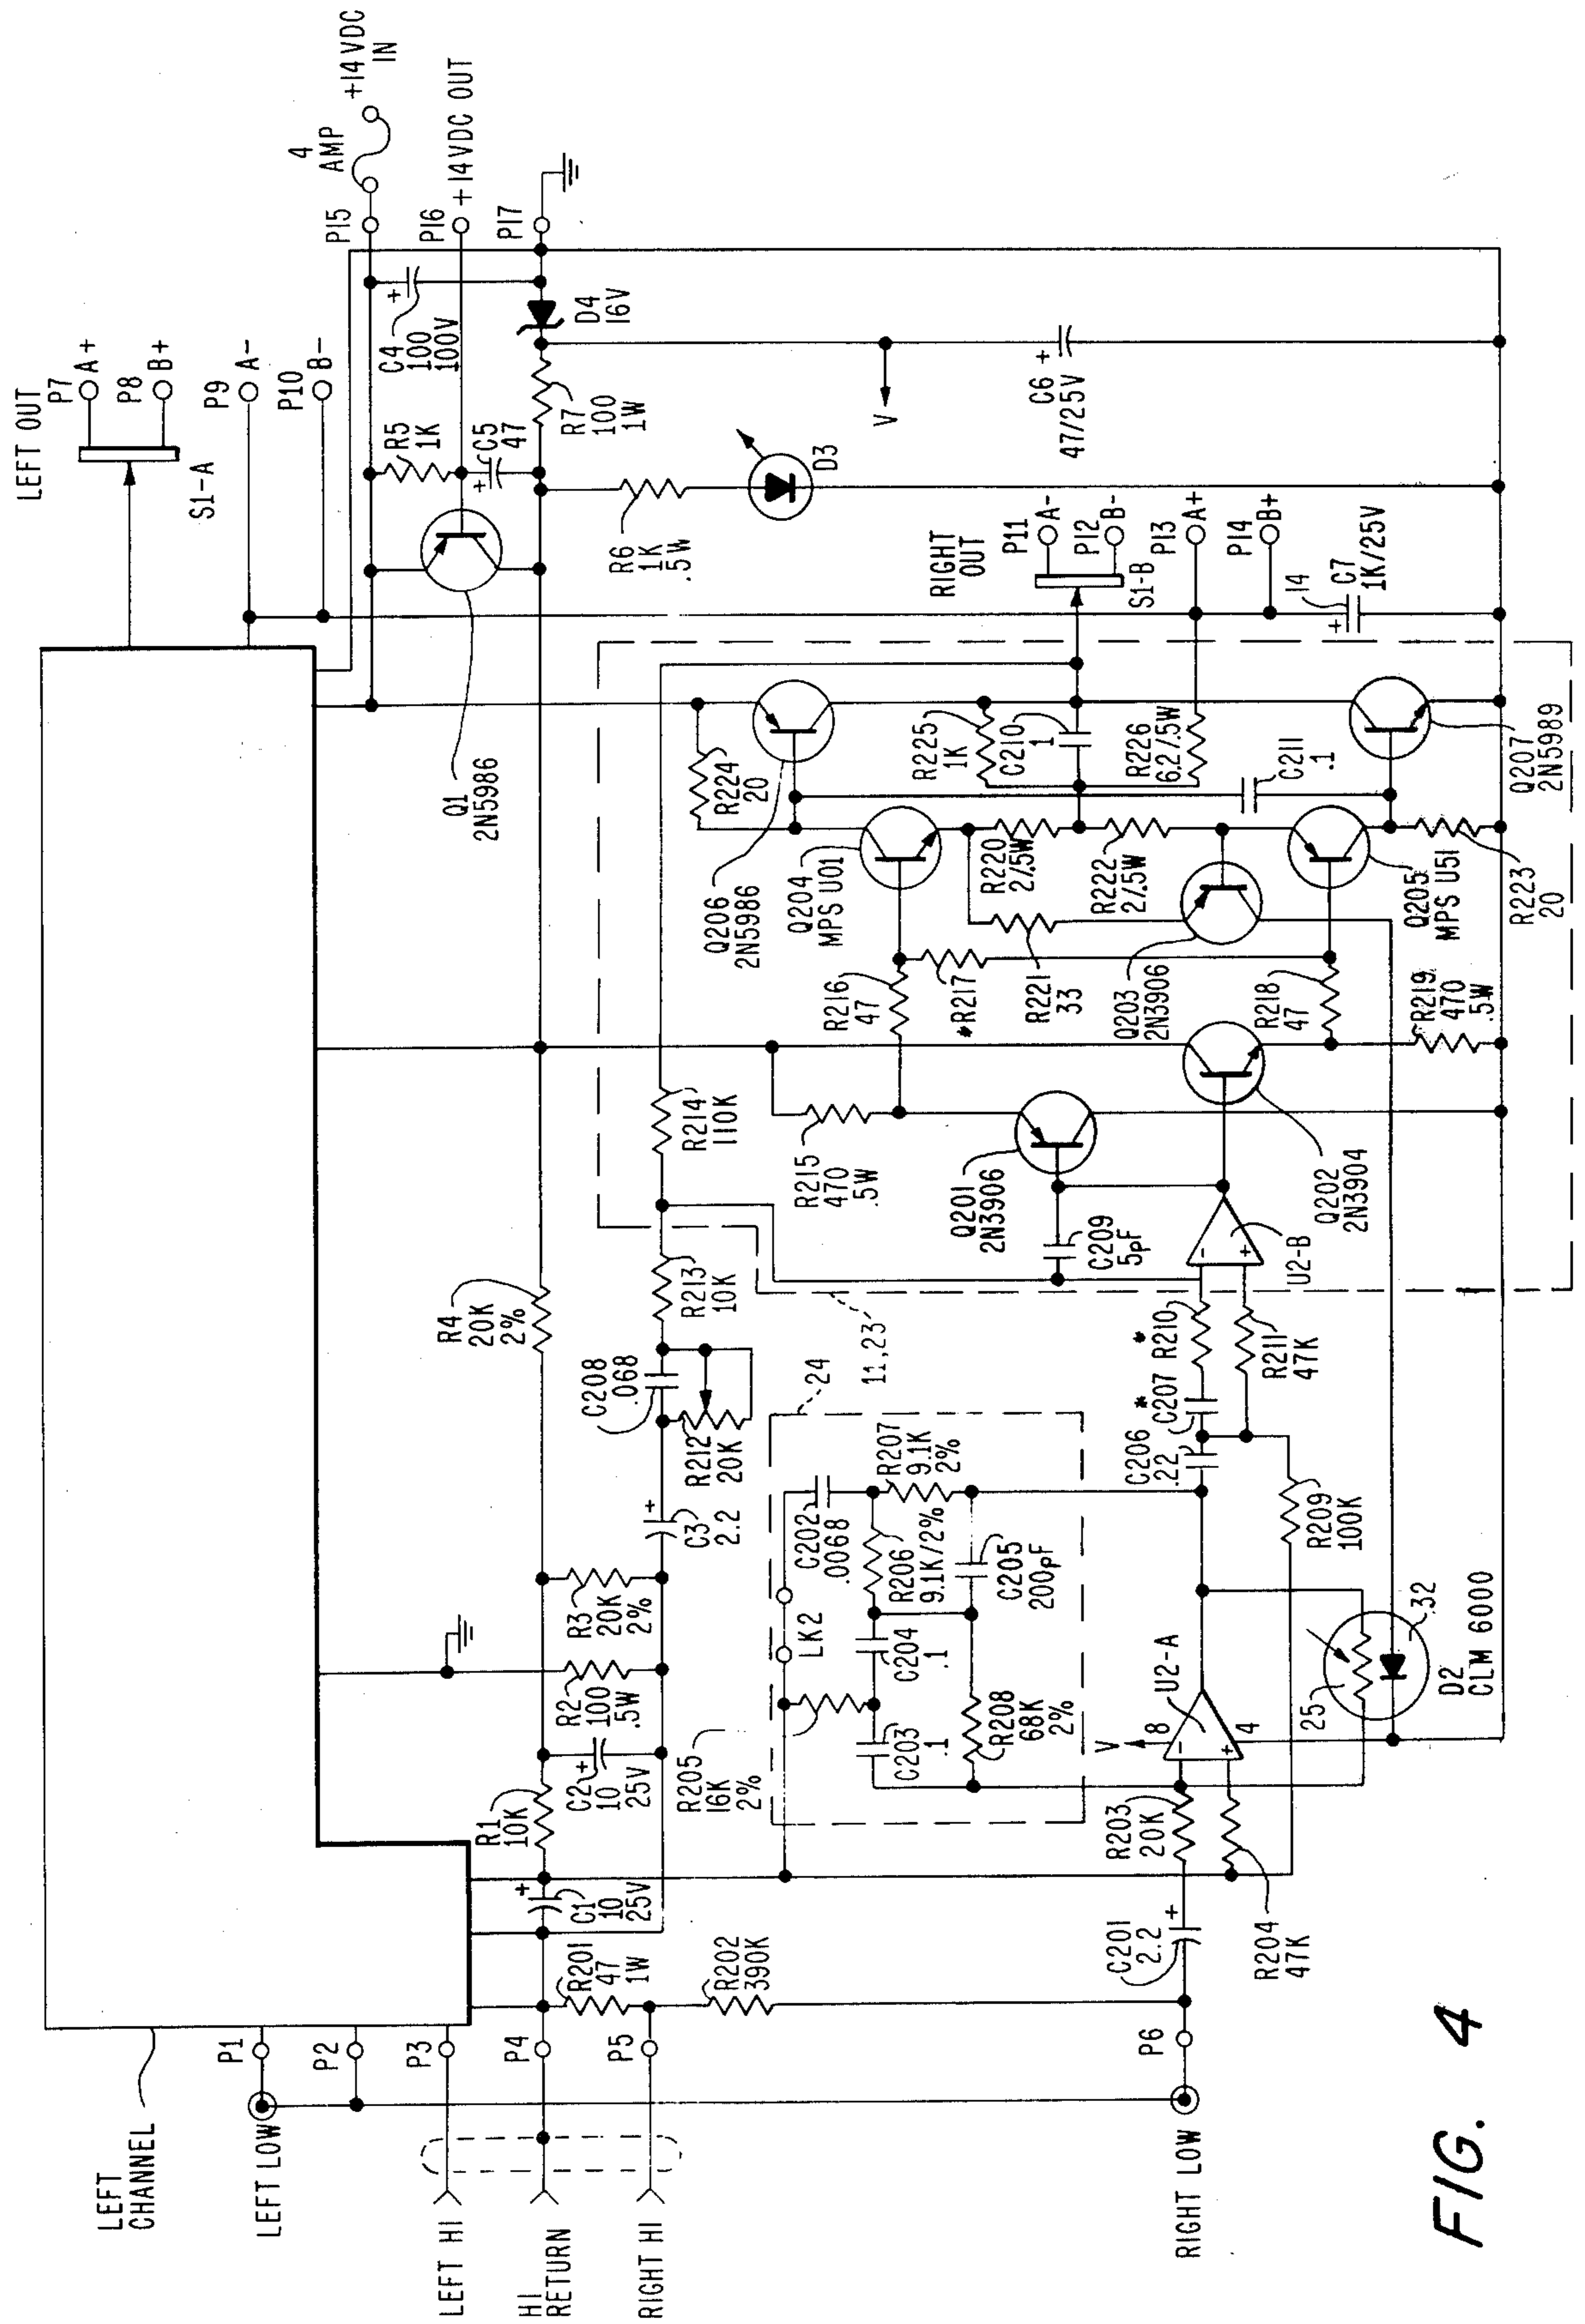 LEFT
CHANNEL
LEFT LOW
LEFT HI
HI
RETURN
RIGHT HI
RIGHT LOW
P1
P2
P3
P4
P5
P6
R201
47
1W
R202
390K
C1
10
25V
R1
10K
C2
10
25V
R2
100
.5W
R3
20K
2%
R4
20K
2%
C3
2.2
R212
20K
C208
.068
R213
10K
R214
110K
11,23
24
C201
2.2
R203
20K
R204
47K
R205
16K
2%
LK2
C202
.0068
C203
.1
C204
.1
R206
9.1K/2%
R207
9.1K
2%
C205
200pF
R208
68K
2%
V
8
4
-
+
U2-A
25
32
D2
CLM 6000
C206
.22
*
C207
*
R210
R211
47K
R209
100K
-
+
U2-B
C209
5pF
Q201
2N3906
Q202
2N3904
R215
470
.5W
R216
47
*R217
R218
47
R219
470
.5W
R221
33
Q203
2N3906
Q204
MPS U01
Q205
MPS U51
Q206
2N5986
Q207
2N5989
R220
2/.5W
R222
2/.5W
R223
20
R224
20
R225
1K
C210
.1
R226
6.2/.5W
C211
.1
Q1
2N5986
R5
1K
C5
47
R6
1K
.5W
D3
R7
100
1W
C4
100
100V
D4
16V
V
C6
47/25V
14
C7
1K/25V
LEFT OUT
S1-A
P7
A+
P8
B+
P9
A-
P10
B-
4
AMP
+14VDC
IN
P15
P16
+14VDC OUT
P17
RIGHT
OUT
S1-B
P11
A-
P12
B-
P13
A+
P14
B+
FIG. 4